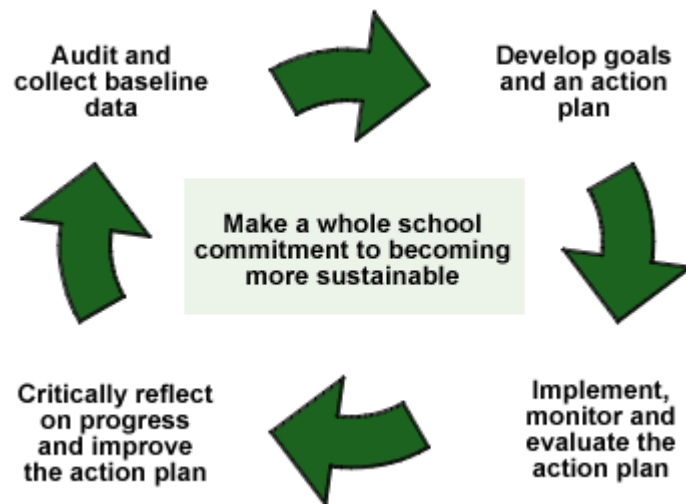 Audit and
collect baseline
data
Develop goals
and an action
plan
Make a whole school
commitment to becoming
more sustainable
Implement,
monitor and
evaluate the
action plan
Critically reflect
on progress
and improve
the action plan